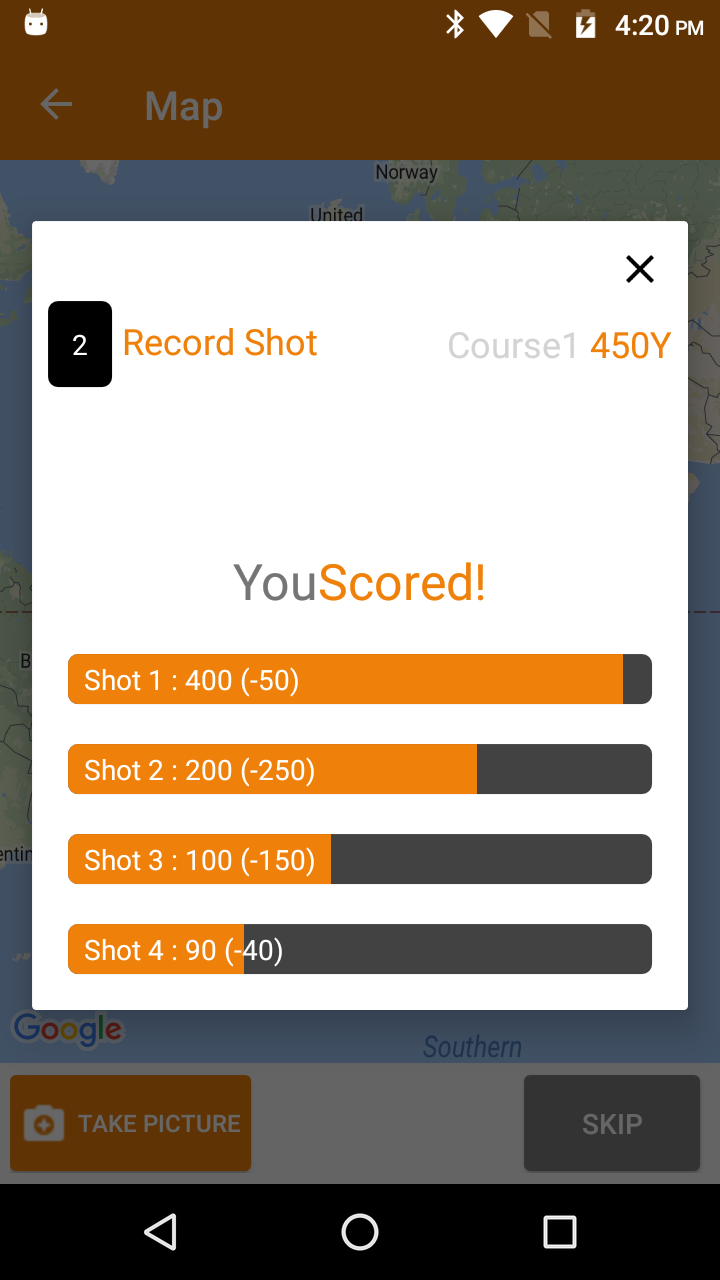 4:20 PM
Map
Norway
United
2 Record Shot Course1 450Y
YouScored!
B
Shot 1 : 400 (-50)
Shot 2 : 200 (-250)
Shot 3 : 100 (-150)
entin
Shot 4 : 90 (-40)
Google
Southern
TAKE PICTURE SKIP